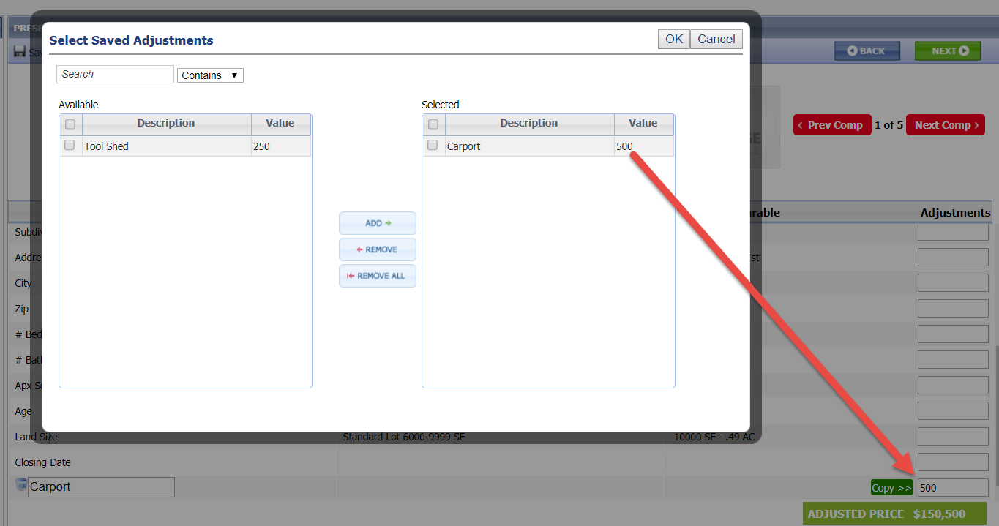 PRESE
Select Saved Adjustments
OK Cancel
Sav
BACK NEXT
Search Contains
Available Selected
Description Value Description Value
Prev Comp 1 of 5 Next Comp
Tool Shed 250 Carport 500
ADD
REMOVE
REMOVE ALL
rable Adjustments
Subdiv
Addre st
City
Zip
# Bed
# Bat
Apx S
Age
Land Size Standard Lot 6000-9999 SF 10000 SF - .49 AC
Closing Date
Carport Copy >> 500
ADJUSTED PRICE $150,500